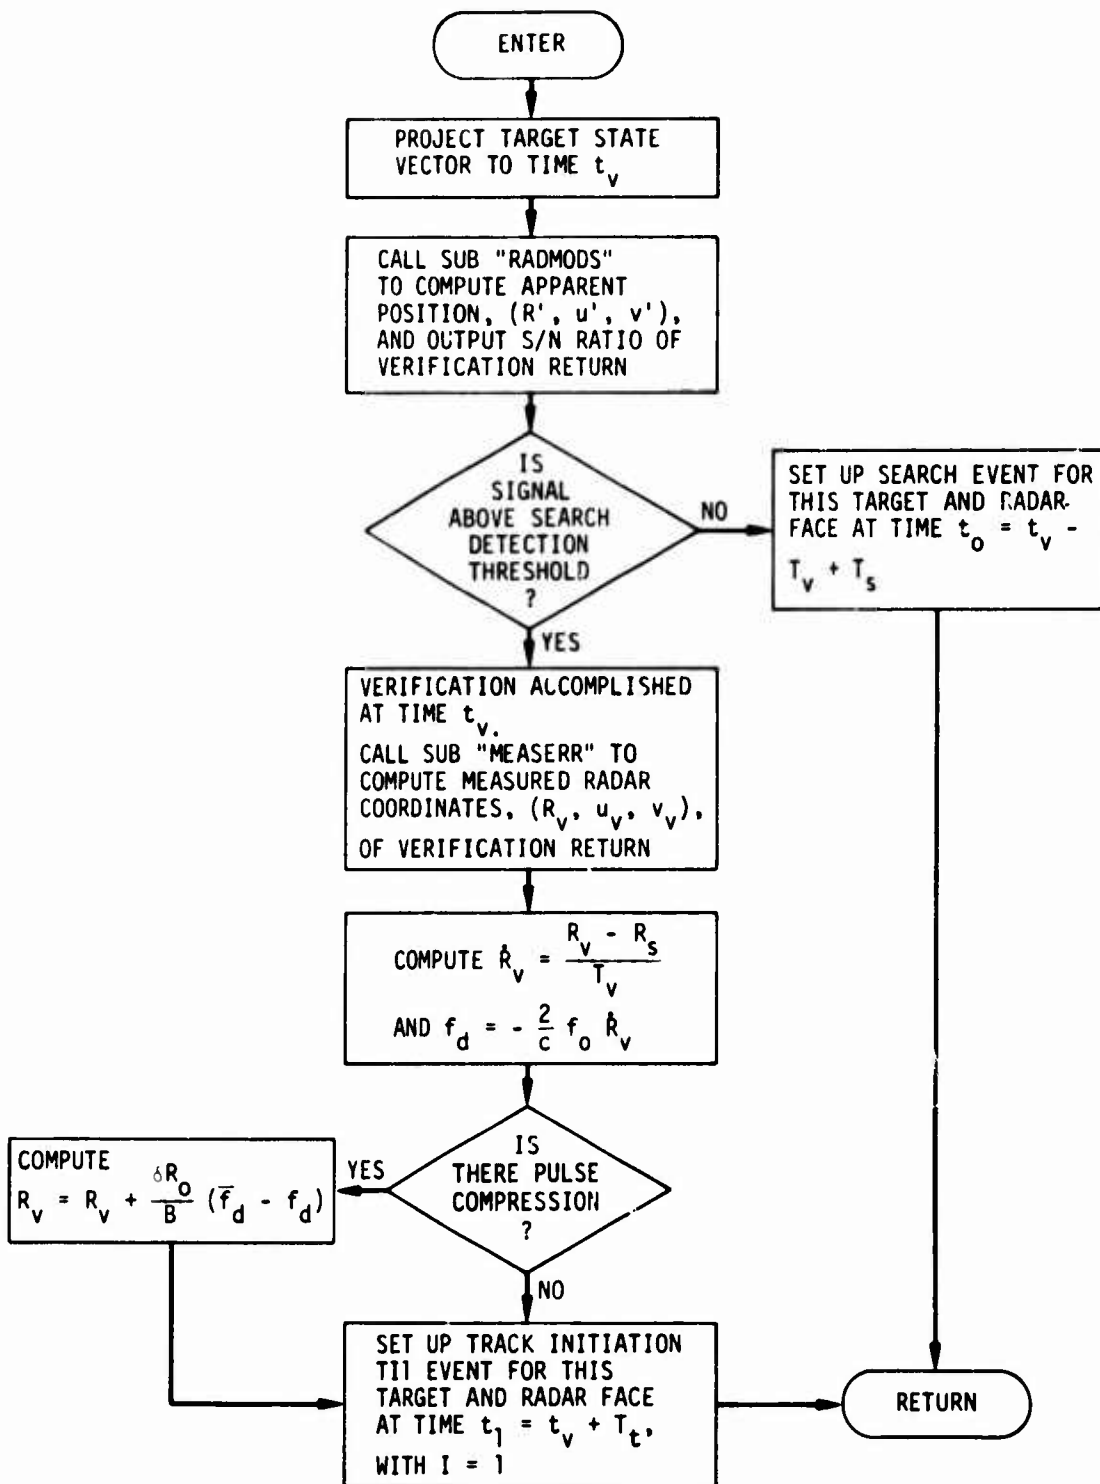 ENTER
PROJECT TARGET STATE
VECTOR TO TIME t_v
CALL SUB "RADMODS"
TO COMPUTE APPARENT
POSITION, (R', u', v'),
AND OUTPUT S/N RATIO OF
VERIFICATION RETURN
IS
SIGNAL
ABOVE SEARCH
DETECTION
THRESHOLD
?
NO
SET UP SEARCH EVENT FOR
THIS TARGET AND RADAR
FACE AT TIME t_o = t_v -
T_v + T_s
YES
VERIFICATION ACCOMPLISHED
AT TIME t_v.
CALL SUB "MEASERR" TO
COMPUTE MEASURED RADAR
COORDINATES, (R_v, u_v, v_v),
OF VERIFICATION RETURN
COMPUTE Ṙ_v = (R_v - R_s) / T_v
AND f_d = - 2/c f_o Ṙ_v
IS
THERE PULSE
COMPRESSION
?
YES
COMPUTE
R_v = R_v + δR_o/B (f̅_d - f_d)
NO
SET UP TRACK INITIATION
TI1 EVENT FOR THIS
TARGET AND RADAR FACE
AT TIME t_1 = t_v + T_t,
WITH I = 1
RETURN